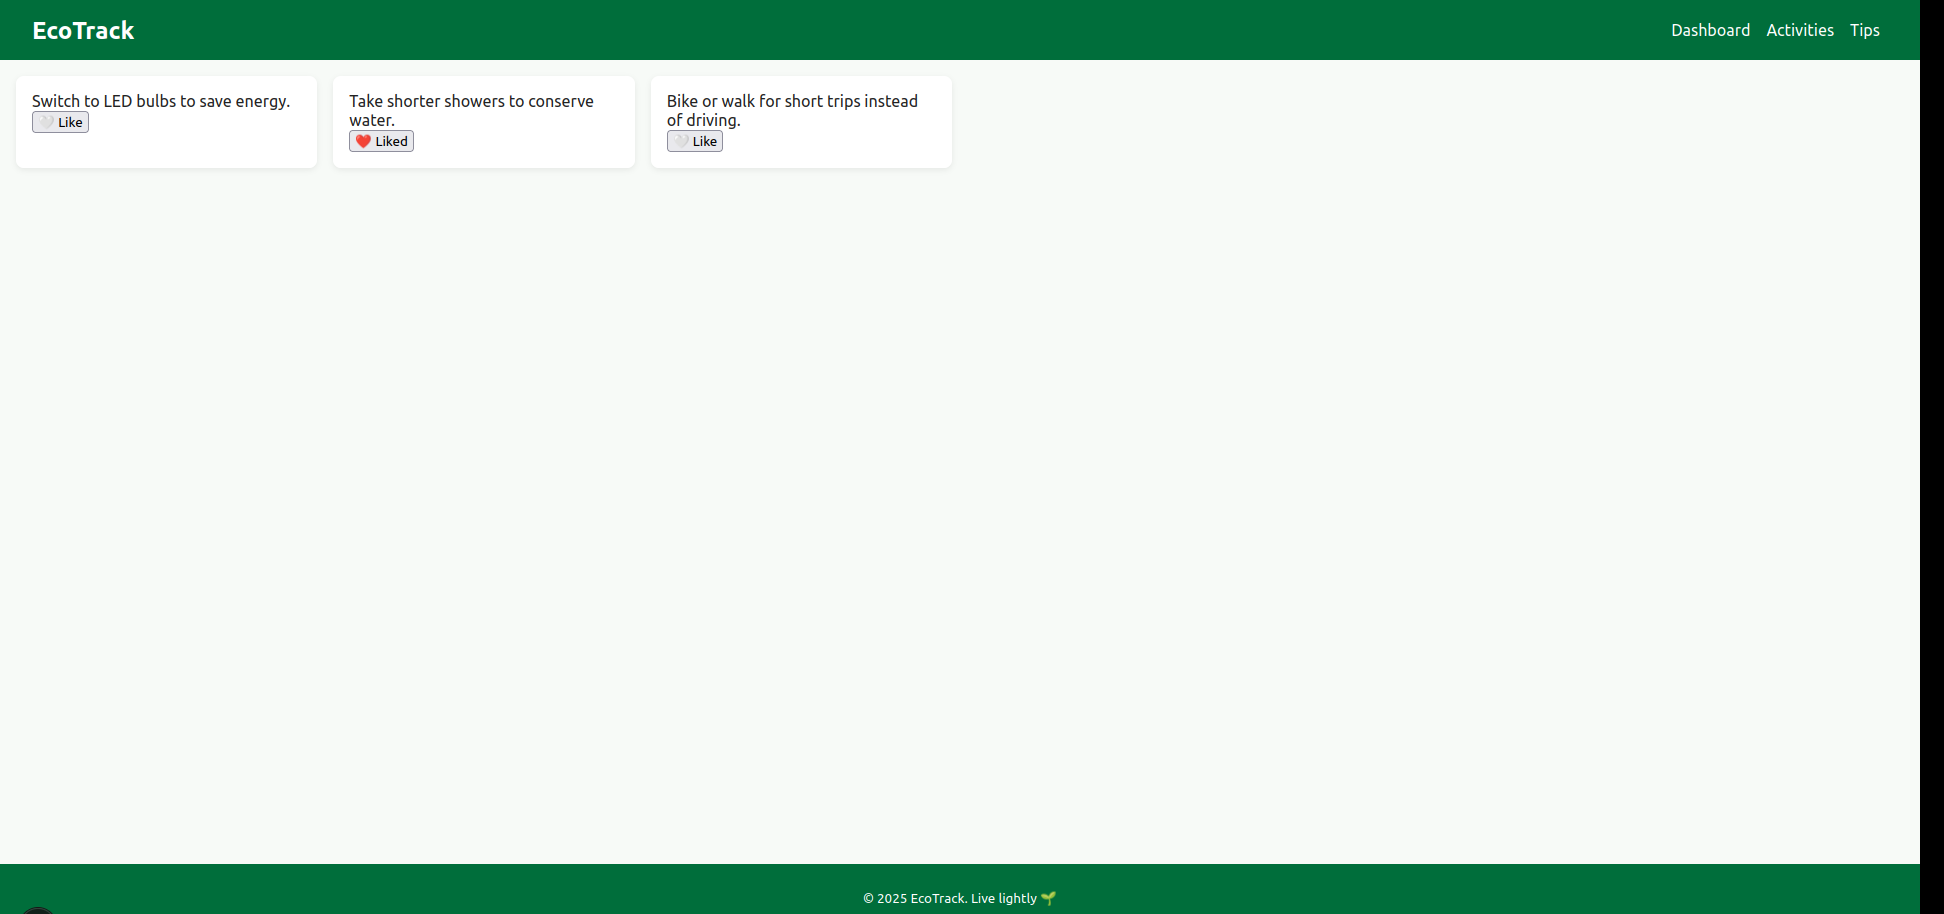 EcoTrack
Dashboard Activities Tips
Switch to LED bulbs to save energy.
🤍 Like
Take shorter showers to conserve
water.
❤️ Liked
Bike or walk for short trips instead
of driving.
🤍 Like
© 2025 EcoTrack. Live lightly 🌱